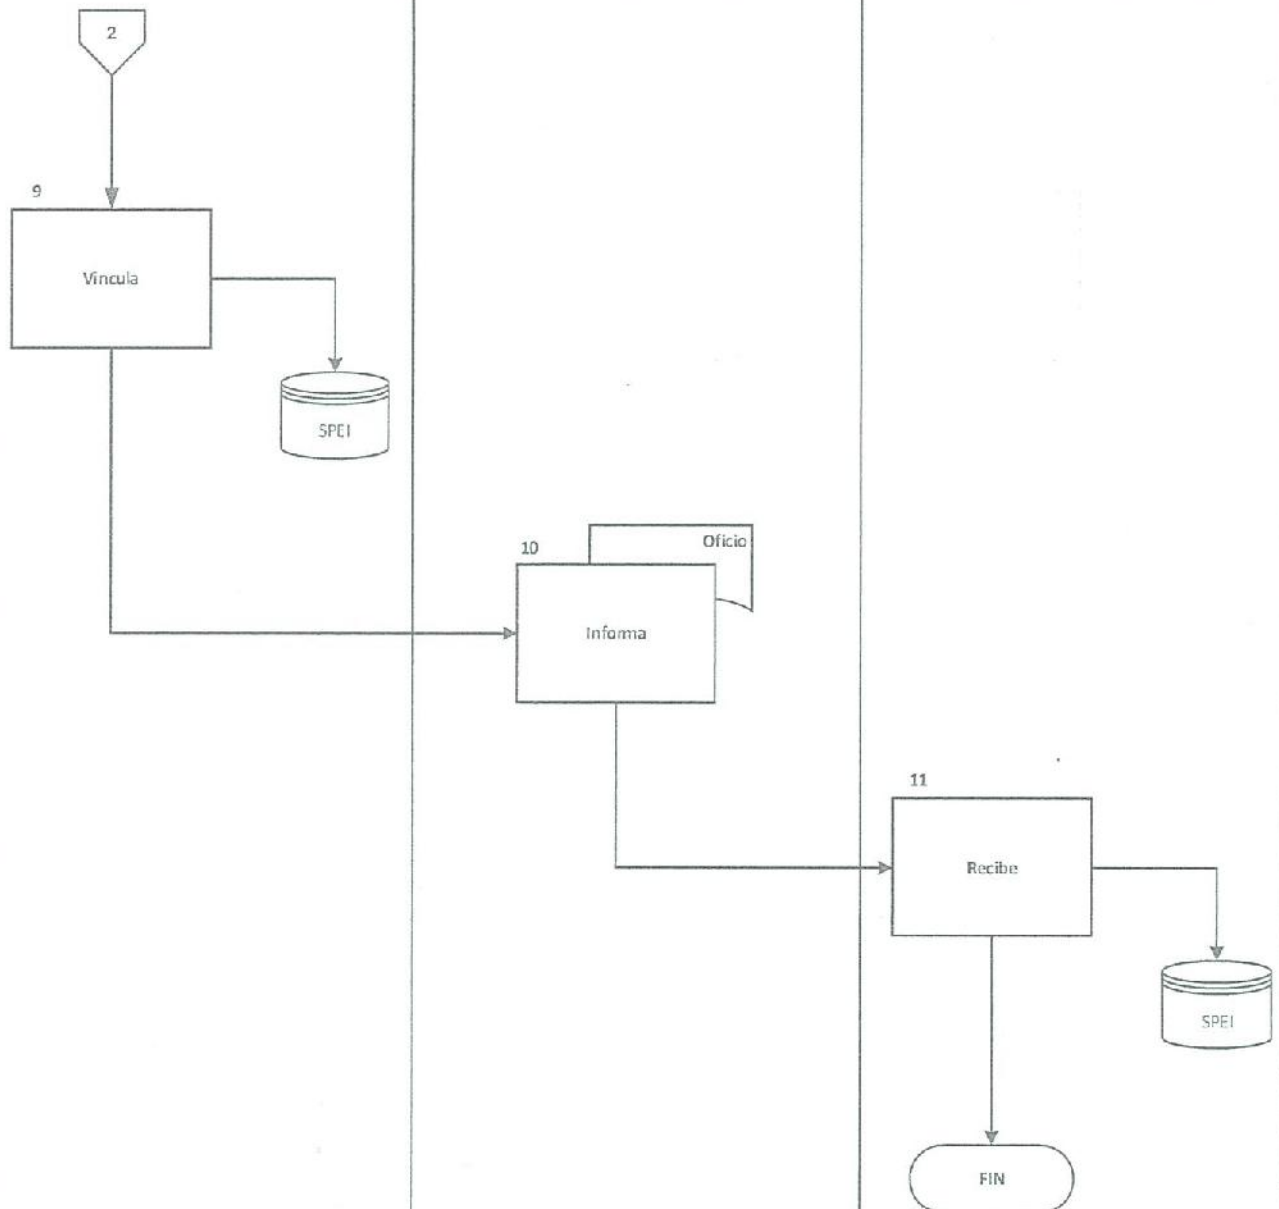 2
9
Vincula
SPEI
Oficio
10
Informa
11
Recibe
SPEI
FIN